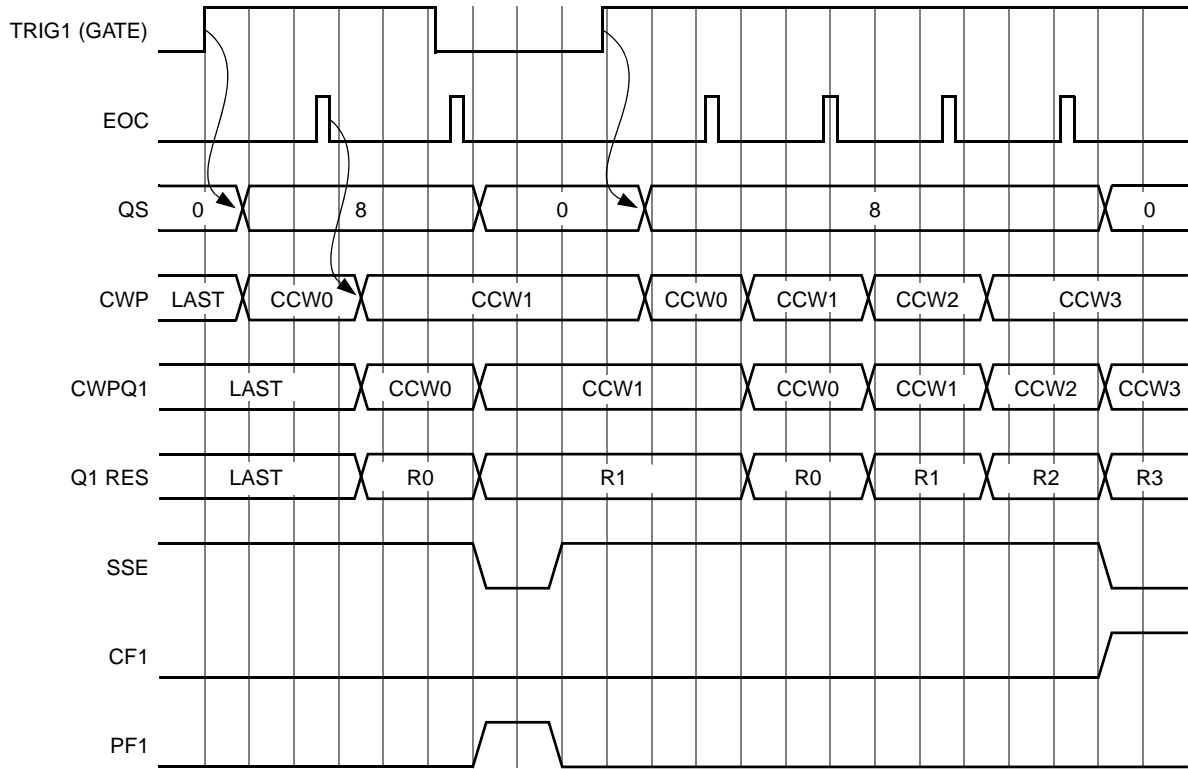 TRIG1 (GATE)
EOC
QS 0 8 0 8 0
CWP LAST CCW0 CCW1 CCW0 CCW1 CCW2 CCW3
CWPQ1 LAST CCW0 CCW1 CCW0 CCW1 CCW2 CCW3
Q1 RES LAST R0 R1 R0 R1 R2 R3
SSE
CF1
PF1